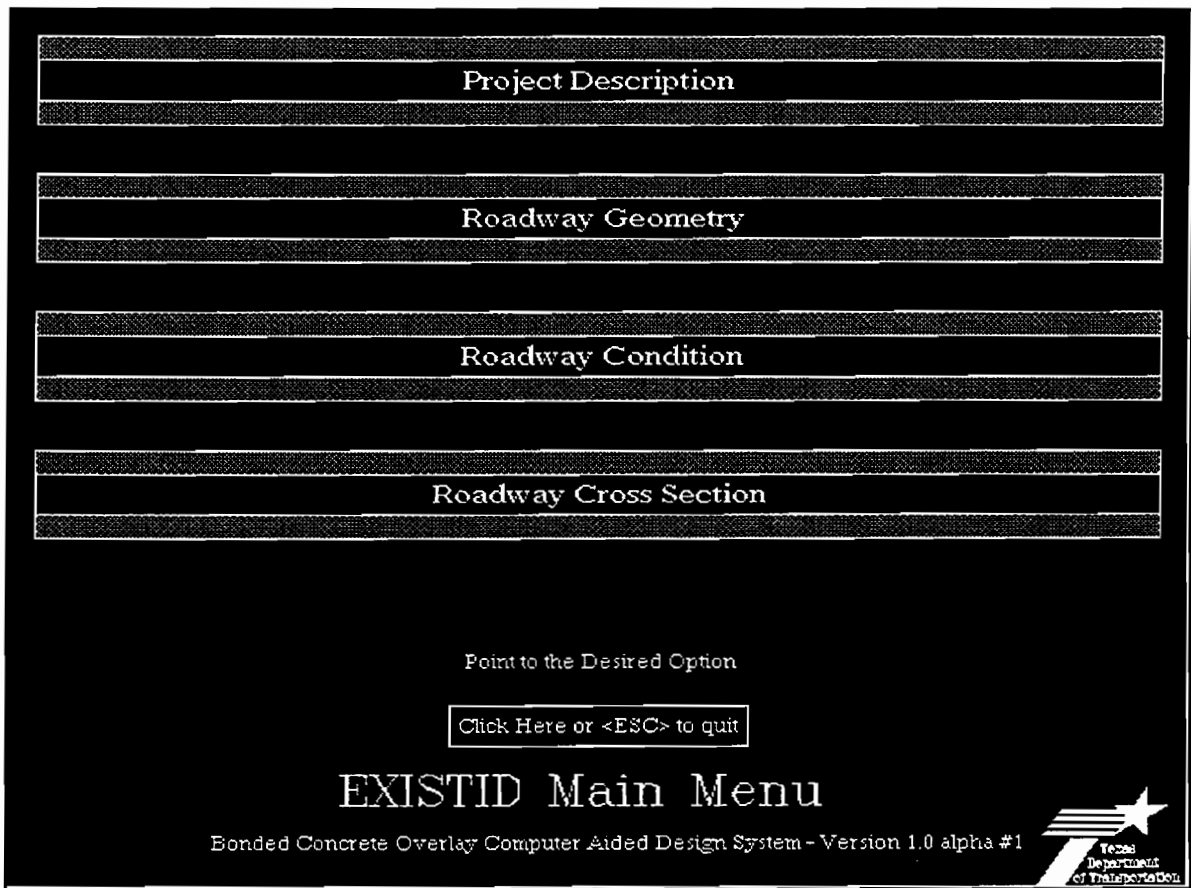 Project Description
Roadway Geometry
Roadway Condition
Roadway Cross Section
Point to the Desired Option
Click Here or <ESC> to quit
EXISTID Main Menu
Bonded Concrete Overlay Computer Aided Design System - Version 1.0 alpha #1
Texas
Department
of Transportation